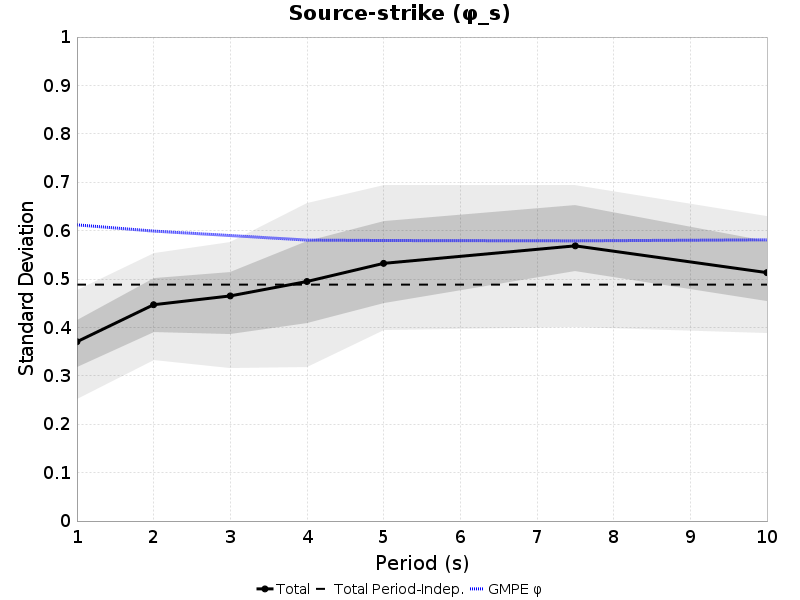 Source-strike (φ_s)
1
0.9
0.8
0.7
0.6
0.5
0.4
0.3
0.2
0.1
0
Standard Deviation
1 2 3 4 5 6 7 8 9 10
Period (s)
Total Total Period-Indep. GMPE φ